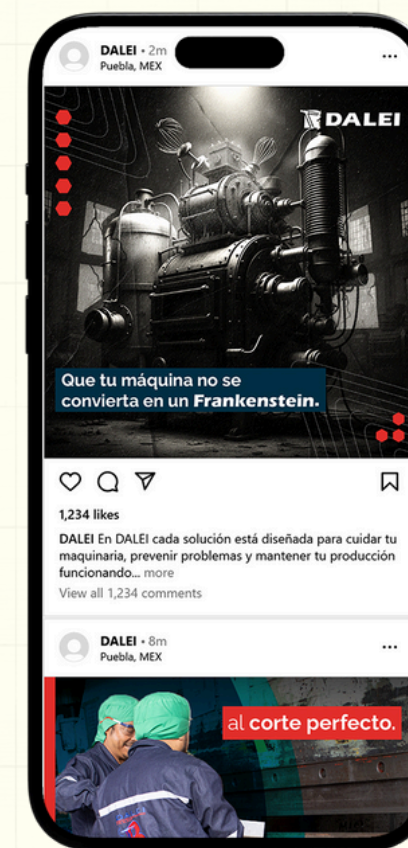 DALEI • 2m
Puebla, MEX
DALEI
Que tu máquina no se
convierta en un Frankenstein.
1,234 likes
DALEI En DALEI cada solución está diseñada para cuidar tu
maquinaria, prevenir problemas y mantener tu producción
funcionando... more
View all 1,234 comments
DALEI • 8m
Puebla, MEX
al corte perfecto.